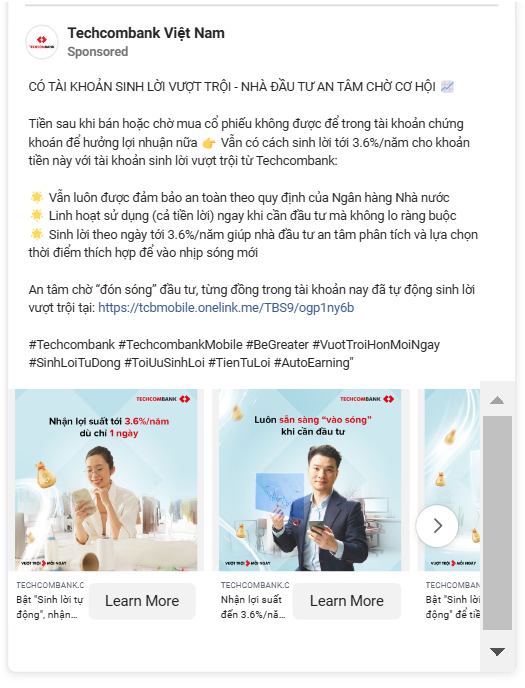 Techcombank Việt Nam
Sponsored
CÓ TÀI KHOẢN SINH LỜI VƯỢT TRỘI - NHÀ ĐẦU TƯ AN TÂM CHỜ CƠ HỘI 📈
Tiền sau khi bán hoặc chờ mua cổ phiếu không được để trong tài khoản chứng
khoán để hưởng lợi nhuận nữa 👉 Vẫn có cách sinh lời tới 3.6%/năm cho khoản
tiền này với tài khoản sinh lời vượt trội từ Techcombank:
🌟 Vẫn luôn được đảm bảo an toàn theo quy định của Ngân hàng Nhà nước
🌟 Linh hoạt sử dụng (cả tiền lời) ngay khi cần đầu tư mà không lo ràng buộc
🌟 Sinh lời theo ngày tới 3.6%/năm giúp nhà đầu tư an tâm phân tích và lựa chọn
thời điểm thích hợp để vào nhịp sóng mới
An tâm chờ “đón sóng” đầu tư, từng đồng trong tài khoản nay đã tự động sinh lời
vượt trội tại: https://tcbmobile.onelink.me/TBS9/ogp1ny6b
#Techcombank #TechcombankMobile #BeGreater #VuotTroiHonMoiNgay
#SinhLoiTuDong #ToiUuSinhLoi #TienTuLoi #AutoEarning"
TECHCOMBANK
Nhận lợi suất tới 3.6%/năm
dù chỉ 1 ngày
VƯỢT TRỘI MỖI NGÀY
TECHCOMBANK.C
Bật "Sinh lời tự
động", nhận...
Learn More
TECHCOMBANK
Luôn sẵn sàng “vào sóng”
khi cần đầu tư
VƯỢT TRỘI MỖI NGÀY
TECHCOMBANK.C
Nhận lợi suất
đến 3.6%/nă...
Learn More
VƯỢT TRỘI MỖI NGÀY
TECHCOMBANK
Bật "Sinh lời
động" để tiề